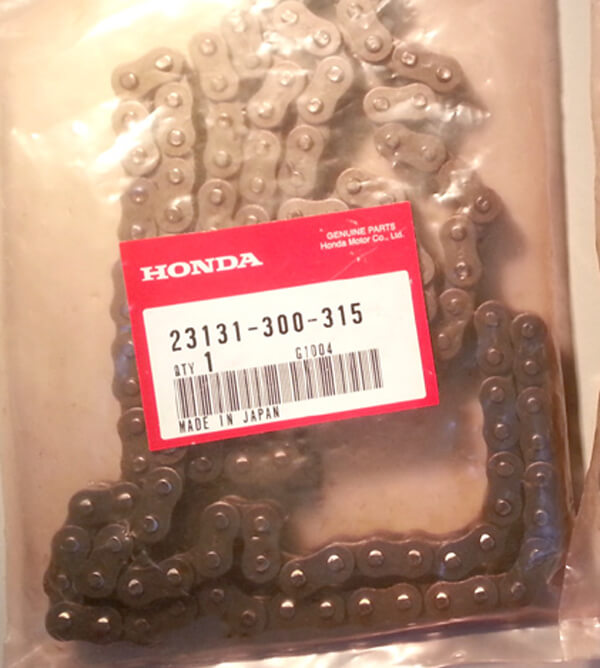 GENUINE PARTS
Honda Motor Co., Ltd.
HONDA
23131-300-315
QTY 1 G1004
MADE IN JAPAN